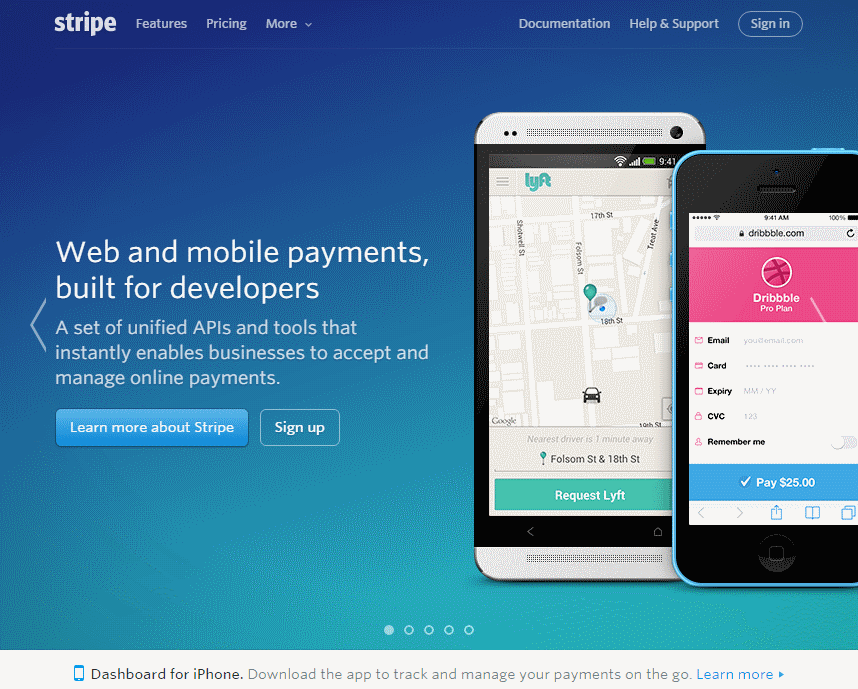 stripe Features Pricing More Documentation Help & Support Sign in
Web and mobile payments,
built for developers
A set of unified APIs and tools that
instantly enables businesses to accept and
manage online payments.
Learn more about Stripe Sign up
9:41
lyft
17th St
Shotwell St
Folsom St
Treat Ave
18th St
19th St
Google
Nearest driver is 1 minute away
Folsom St & 18th St
Request Lyft
9:41 AM 100%
dribbble.com
Dribbble
Pro Plan
Email you@email.com
Card
Expiry MM / YY
CVC 123
Remember me
Pay $25.00
Dashboard for iPhone. Download the app to track and manage your payments on the go. Learn more